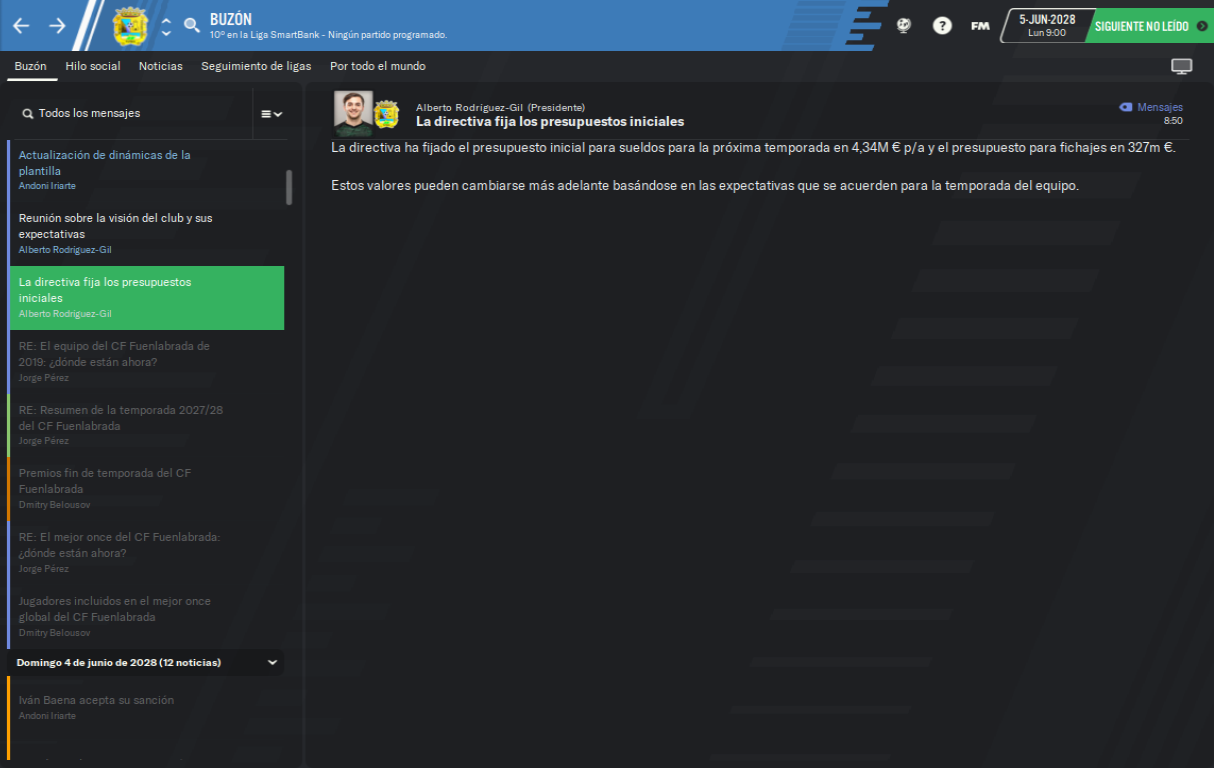 BUZÓN
10º en la Liga SmartBank - Ningún partido programado.
?
FM
5-JUN-2028
Lun 9:00
SIGUIENTE NO LEÍDO
Buzón Hilo social Noticias Seguimiento de ligas Por todo el mundo
Todos los mensajes
Actualización de dinámicas de la
plantilla
Andoni Iriarte
Reunión sobre la visión del club y sus
expectativas
Alberto Rodríguez-Gil
La directiva fija los presupuestos
iniciales
Alberto Rodríguez-Gil
RE: El equipo del CF Fuenlabrada de
2019: ¿dónde están ahora?
Jorge Pérez
RE: Resumen de la temporada 2027/28
del CF Fuenlabrada
Jorge Pérez
Premios fin de temporada del CF
Fuenlabrada
Dmitry Belousov
RE: El mejor once del CF Fuenlabrada:
¿dónde están ahora?
Jorge Pérez
Jugadores incluidos en el mejor once
global del CF Fuenlabrada
Dmitry Belousov
Domingo 4 de junio de 2028 (12 noticias)
Iván Baena acepta su sanción
Andoni Iriarte
Alberto Rodríguez-Gil (Presidente)
La directiva fija los presupuestos iniciales
Mensajes
8:50
La directiva ha fijado el presupuesto inicial para sueldos para la próxima temporada en 4,34M € p/a y el presupuesto para fichajes en 327m €.
Estos valores pueden cambiarse más adelante basándose en las expectativas que se acuerden para la temporada del equipo.